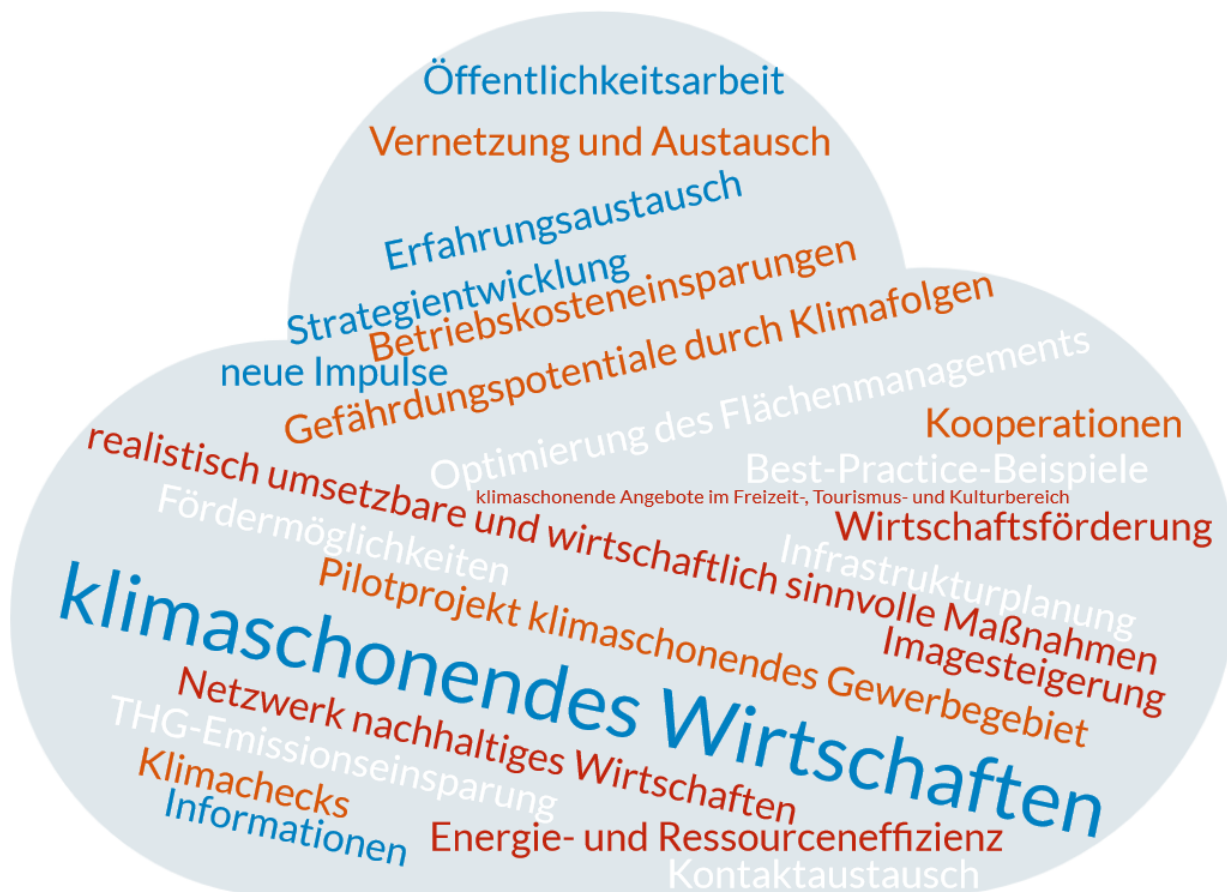 Öffentlichkeitsarbeit
Vernetzung und Austausch
Erfahrungsaustausch
Strategientwicklung
Betriebskosteneinsparungen
neue Impulse
Gefährdungspotentiale durch Klimafolgen
Optimierung des Flächenmanagements
Kooperationen
realistisch umsetzbare und wirtschaftlich sinnvolle Maßnahmen
Best-Practice-Beispiele
klimaschonende Angebote im Freizeit-, Tourismus- und Kulturbereich
Fördermöglichkeiten
Wirtschaftsförderung
Infrastrukturplanung
Pilotprojekt klimaschonendes Gewerbegebiet
klimaschonendes Wirtschaften
Imagesteigerung
Netzwerk nachhaltiges Wirtschaften
THG-Emissionseinsparung
Klimachecks
Informationen
Energie- und Ressourceneffizienz
Kontaktaustausch